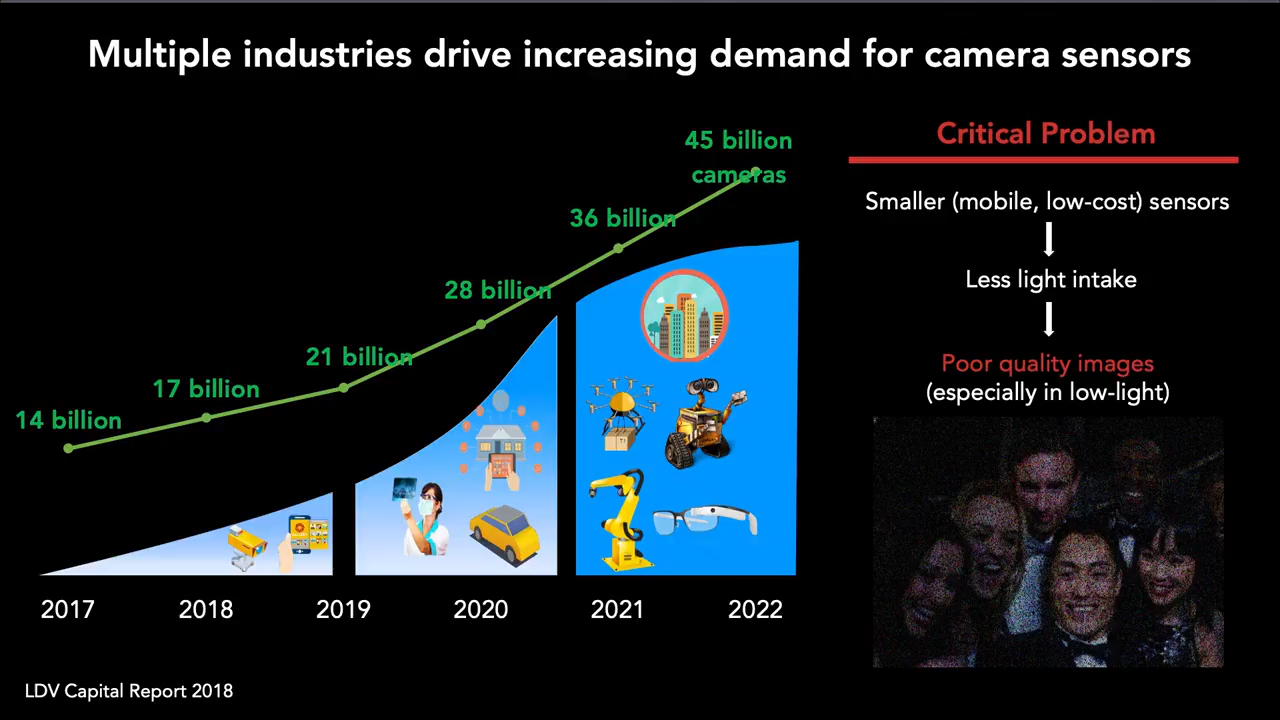 Multiple industries drive increasing demand for camera sensors
14 billion
17 billion
21 billion
28 billion
36 billion
45 billion
cameras
2017
2018
2019
2020
2021
2022
LDV Capital Report 2018
Critical Problem
Smaller (mobile, low-cost) sensors
Less light intake
Poor quality images
(especially in low-light)